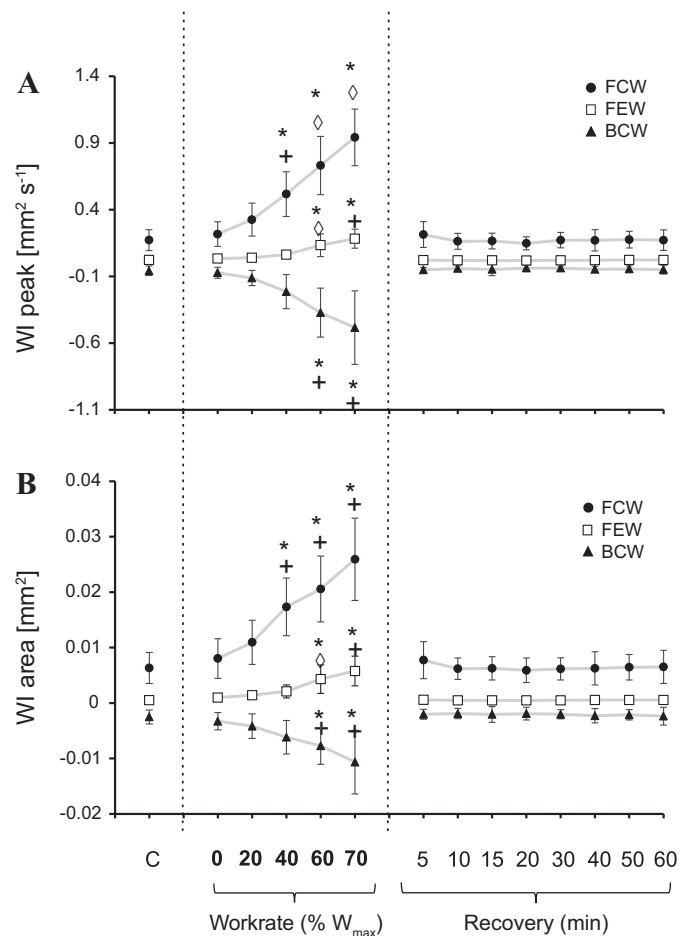 A
1.4
0.9
0.4
-0.1
-0.6
-1.1
WI peak [mm² s⁻¹]
* * * * * * * *
+ ◊ ◊ ◊ + + +
FCW
FEW
BCW
B
0.04
0.03
0.02
0.01
0
-0.01
-0.02
WI area [mm²]
* * * * * * *
+ + + ◊ + + +
FCW
FEW
BCW
C 0 20 40 60 70 5 10 15 20 30 40 50 60
Workrate (% Wmax) Recovery (min)